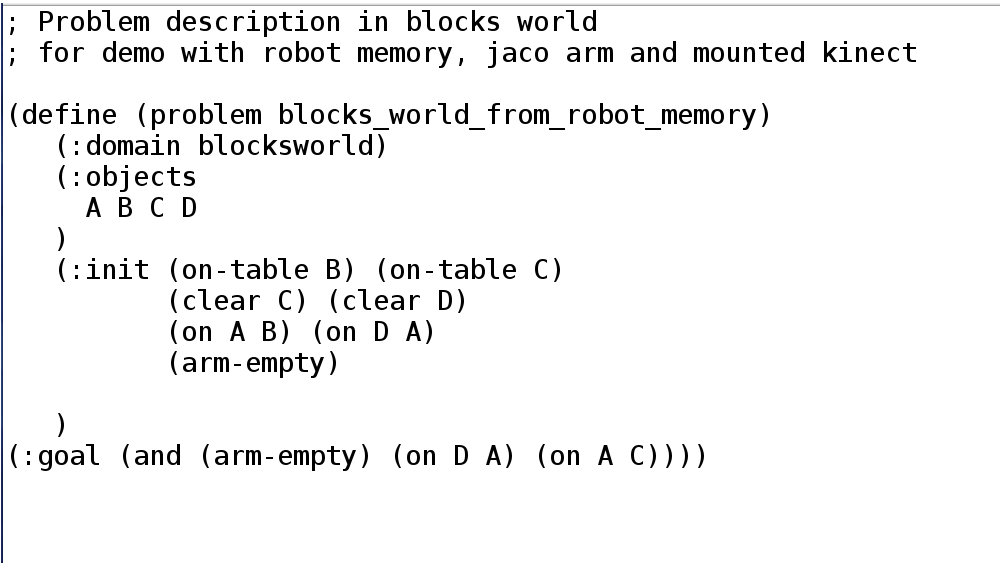 ; Problem description in blocks world
; for demo with robot memory, jaco arm and mounted kinect
(define (problem blocks_world_from_robot_memory)
(:domain blocksworld)
(:objects
A B C D
)
(:init (on-table B) (on-table C)
(clear C) (clear D)
(on A B) (on D A)
(arm-empty)
)
(:goal (and (arm-empty) (on D A) (on A C))))